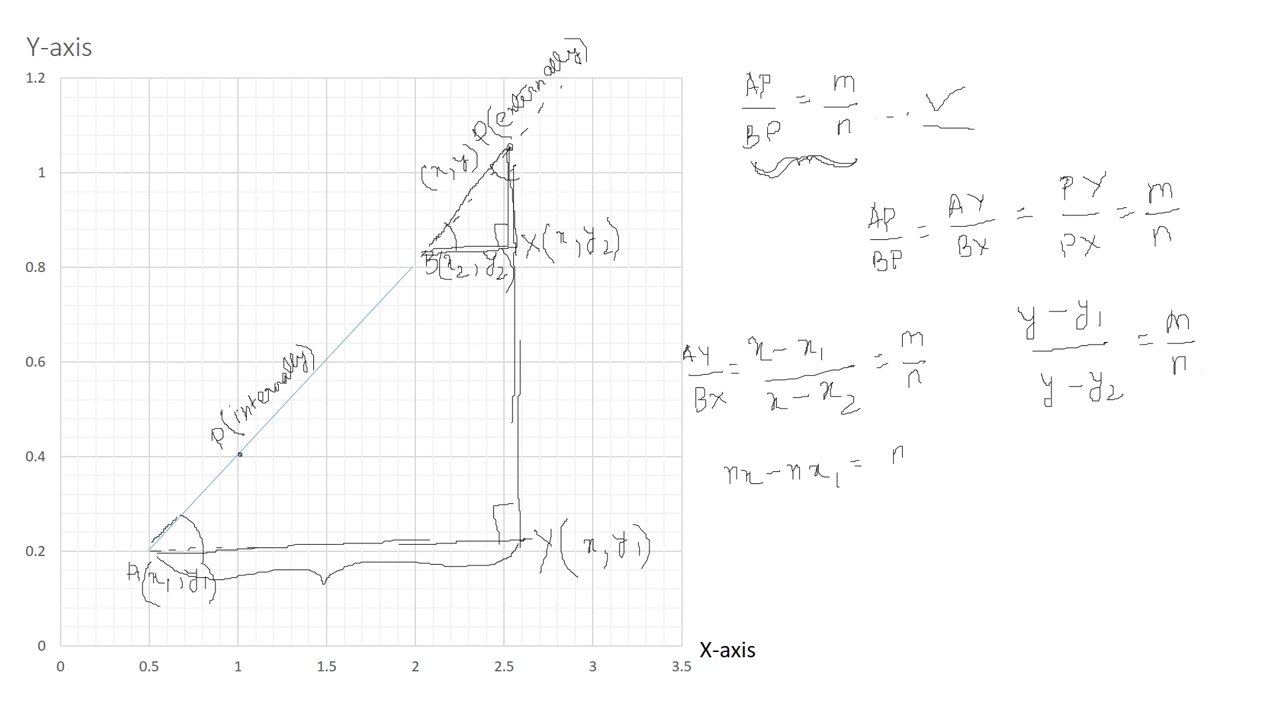 Y-axis
1.2
1
0.8
0.6
0.4
0.2
0
0 0.5 1 1.5 2 2.5 3 3.5
X-axis
P(externally)
(x,y)
X(x,y2)
B(x2,y2)
P(internally)
Y(x,y1)
A(x1,y1)
AP/BP = m/n ...
AP/BP = AY/BX = PY/PX = m/n
AY/BX = x-x1/x-x2 = m/n
y-y1/y-y2 = m/n
nx-nx1 = n